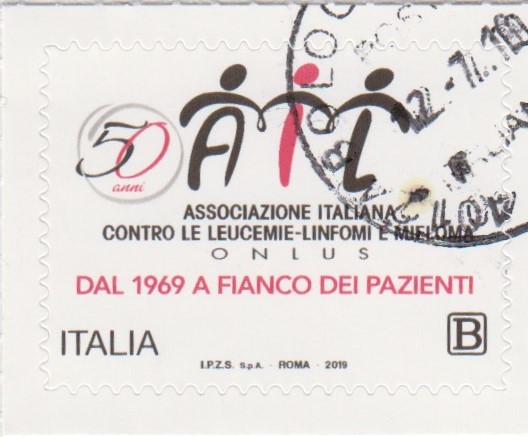 50
anni
AIL
ASSOCIAZIONE ITALIANA
CONTRO LE LEUCEMIE-LINFOMI E MIELOMA
ONLUS
DAL 1969 A FIANCO DEI PAZIENTI
ITALIA
B
I.P.Z.S. S.p.A. - ROMA - 2019